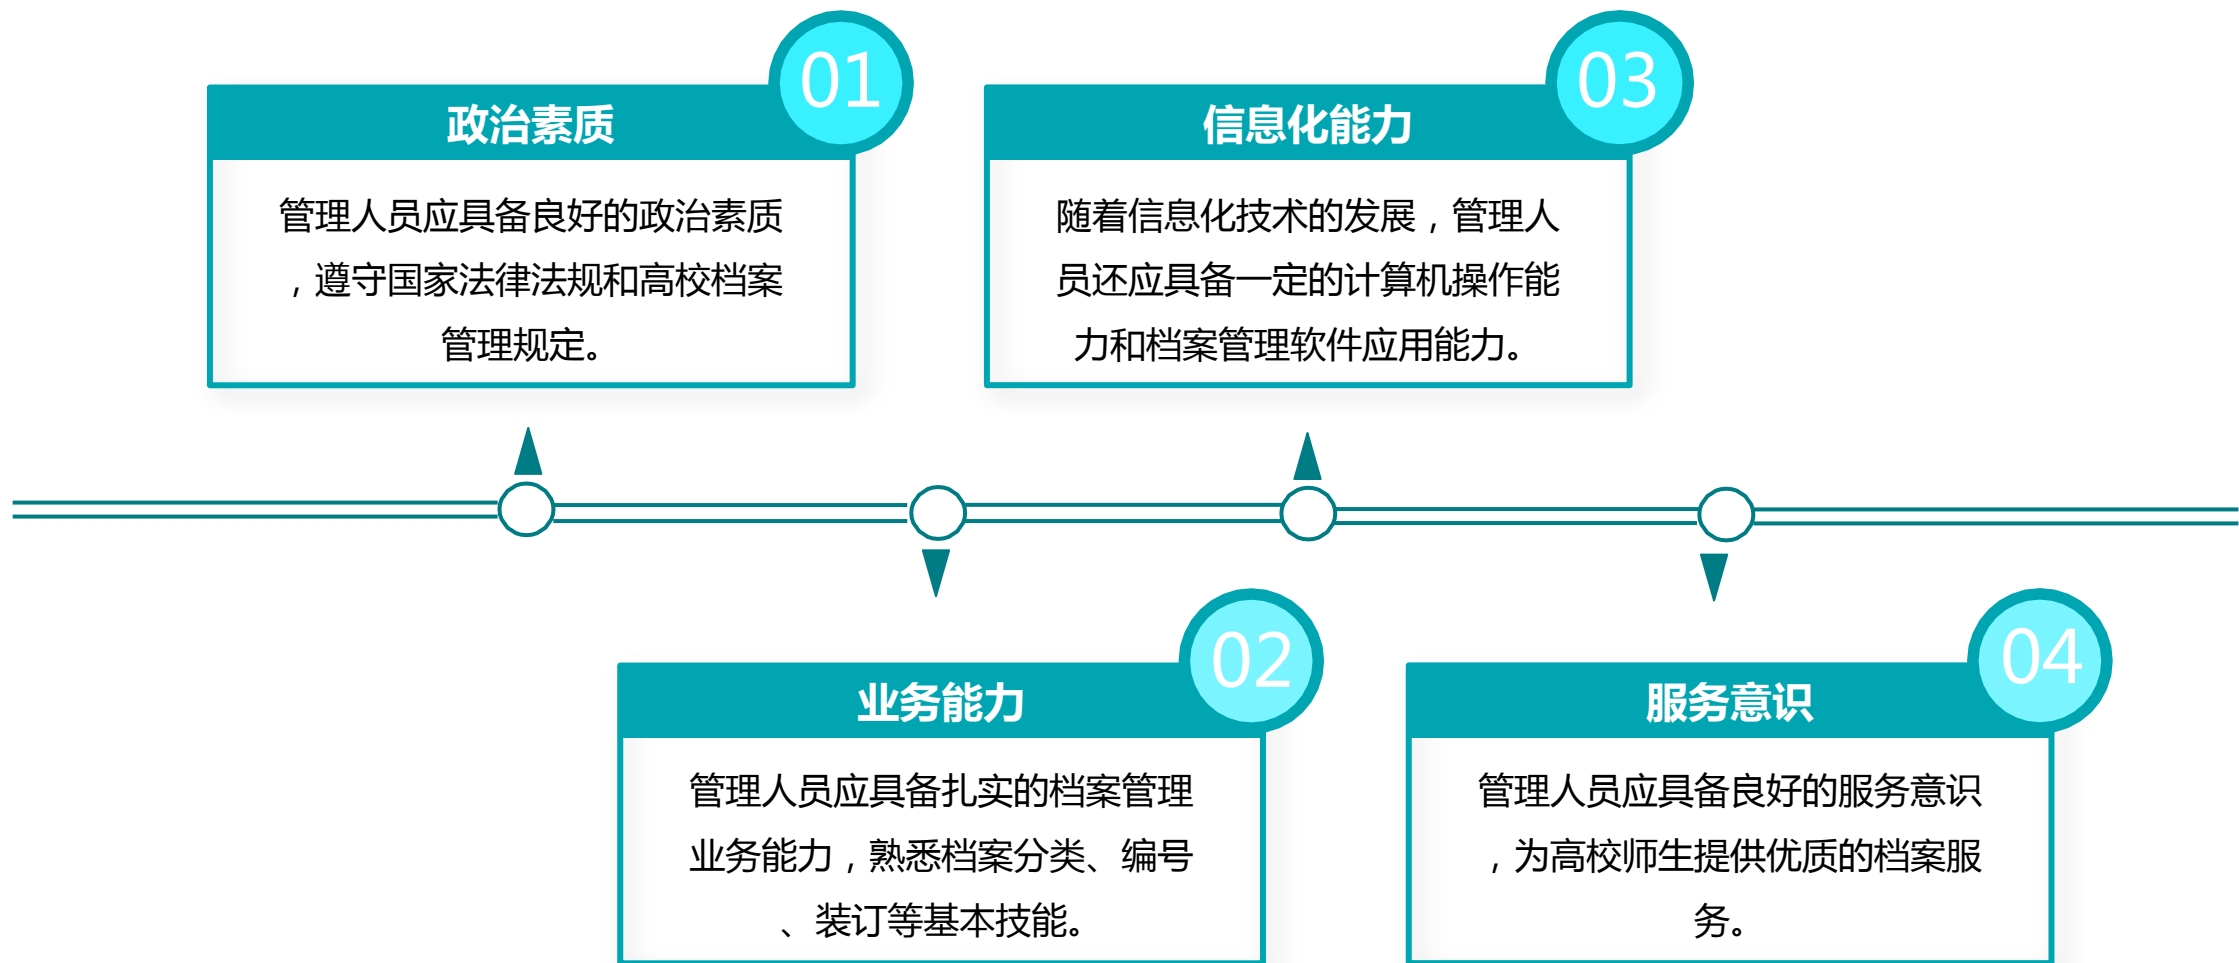 01
政治素质
管理人员应具备良好的政治素质
，遵守国家法律法规和高校档案
管理规定。
02
业务能力
管理人员应具备扎实的档案管理
业务能力，熟悉档案分类、编号
、装订等基本技能。
03
信息化能力
随着信息化技术的发展，管理人
员还应具备一定的计算机操作能
力和档案管理软件应用能力。
04
服务意识
管理人员应具备良好的服务意识
，为高校师生提供优质的档案服
务。